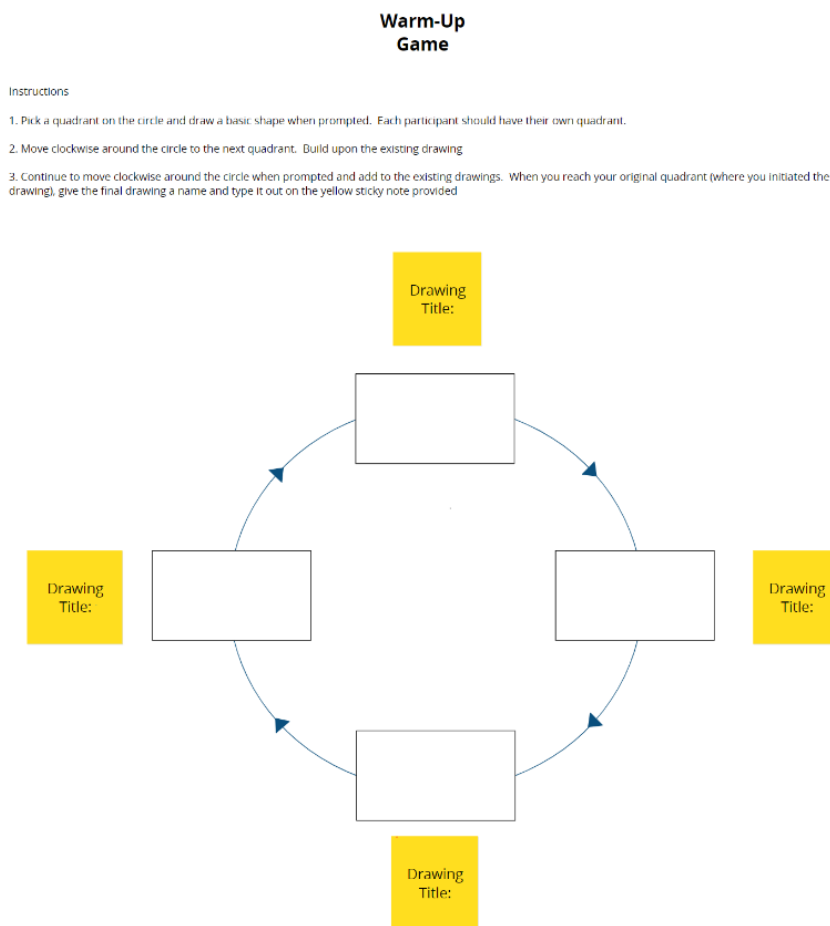 Warm-Up
Game
Instructions
1. Pick a quadrant on the circle and draw a basic shape when prompted.  Each participant should have their own quadrant.
2. Move clockwise around the circle to the next quadrant.  Build upon the existing drawing
3. Continue to move clockwise around the circle when prompted and add to the existing drawings.  When you reach your original quadrant (where you initiated the
drawing), give the final drawing a name and type it out on the yellow sticky note provided
Drawing
Title:
Drawing
Title:
Drawing
Title:
Drawing
Title: